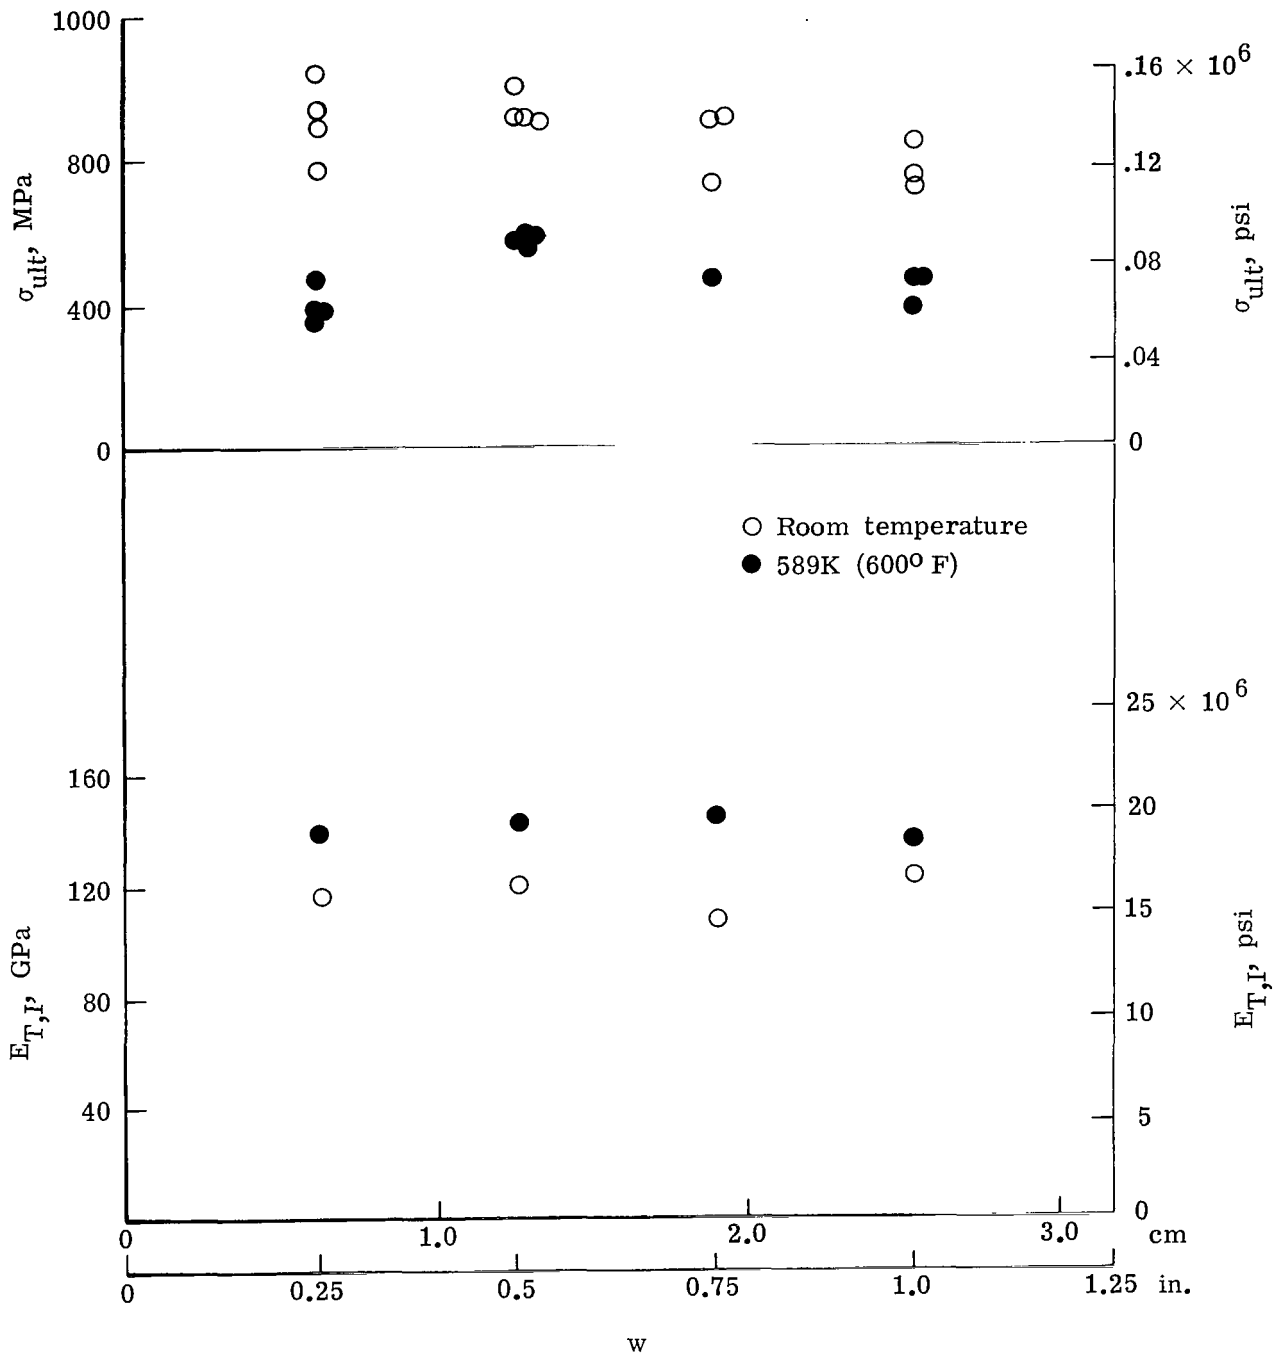 1000
800
400
0
σult, MPa
.16 × 10^6
.12
.08
.04
0
σult, psi
○ Room temperature
● 589K (600° F)
160
120
80
40
E_T,I, GPa
25 × 10^6
20
15
10
5
0
E_T,I, psi
0 1.0 2.0 3.0 cm
0 0.25 0.5 0.75 1.0 1.25 in.
w